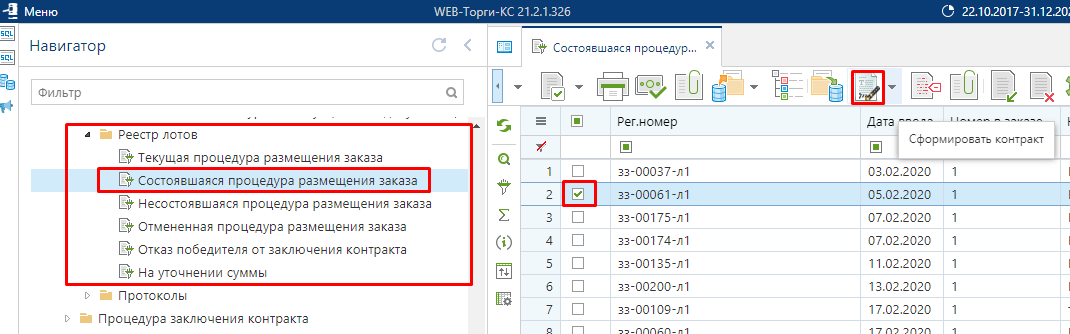 Меню
WEB-Торги-КС 21.2.1.326
22.10.2017-31.12.202
SQL
SQL
Навигатор
Фильтр
Реестр лотов
Текущая процедура размещения заказа
Состоявшаяся процедура размещения заказа
Несостоявшаяся процедура размещения заказа
Отмененная процедура размещения заказа
Отказ победителя от заключения контракта
На уточнении суммы
Протоколы
Процедура заключения контракта
Состоявшаяся процедур...
Рег.номер
Дата ввода
Номер в заказе
Сформировать контракт
1 зз-00037-л1 03.02.2020 1
2 зз-00061-л1 05.02.2020 1
3 зз-00175-л1 07.02.2020 1
4 зз-00174-л1 07.02.2020 1
5 зз-00135-л1 11.02.2020 1
6 зз-00200-л1 13.02.2020 1
7 зз-00109-л1 17.02.2020 1
8 зз-00060-л1 17.02.2020 1